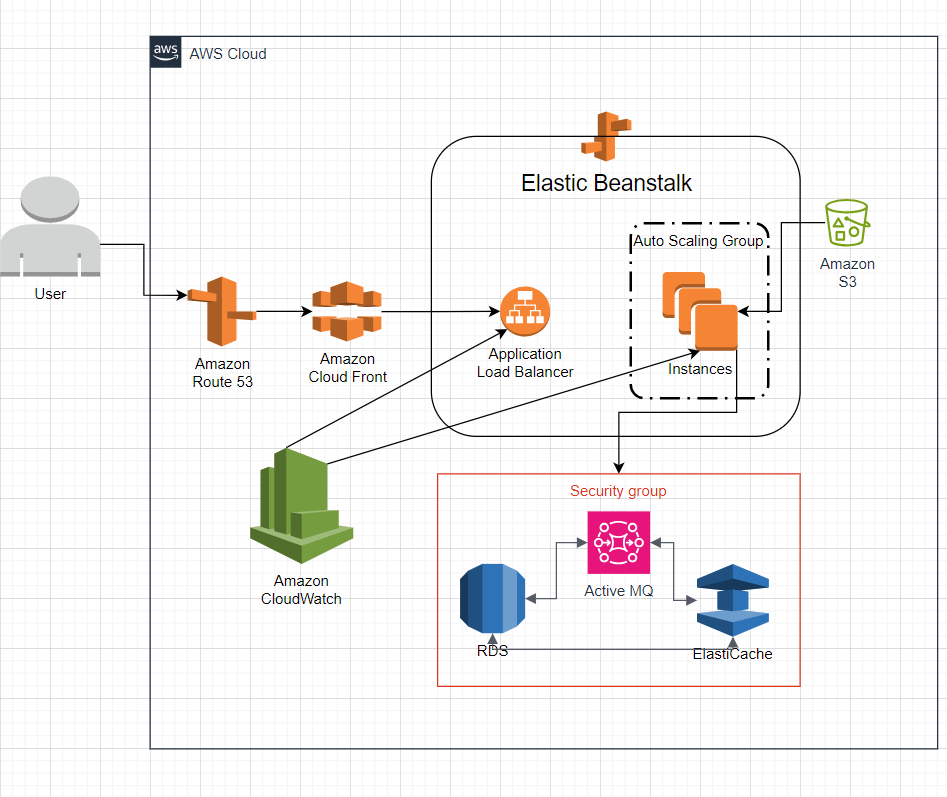 aws
AWS Cloud
Elastic Beanstalk
Auto Scaling Group
Amazon
S3
User
Amazon
Route 53
Amazon
Cloud Front
Application
Load Balancer
Instances
Security group
Amazon
CloudWatch
Active MQ
RDS
ElastiCache